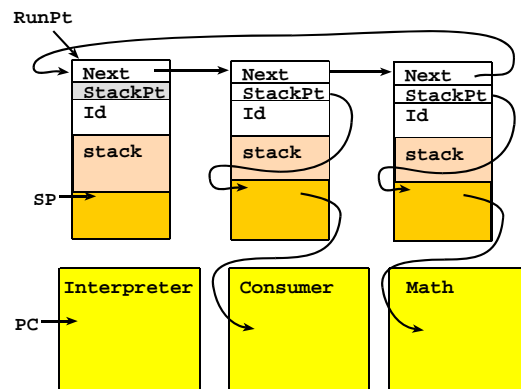 RunPt
Next
StackPt
Id
stack
SP
Next
StackPt
Id
stack
Next
StackPt
Id
stack
Interpreter
PC
Consumer
Math